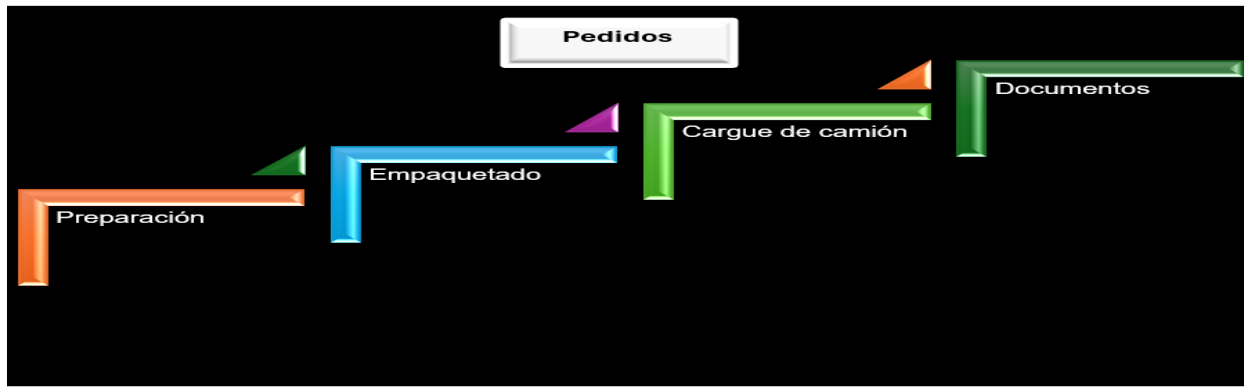 Pedidos
Preparación
Empaquetado
Cargue de camión
Documentos